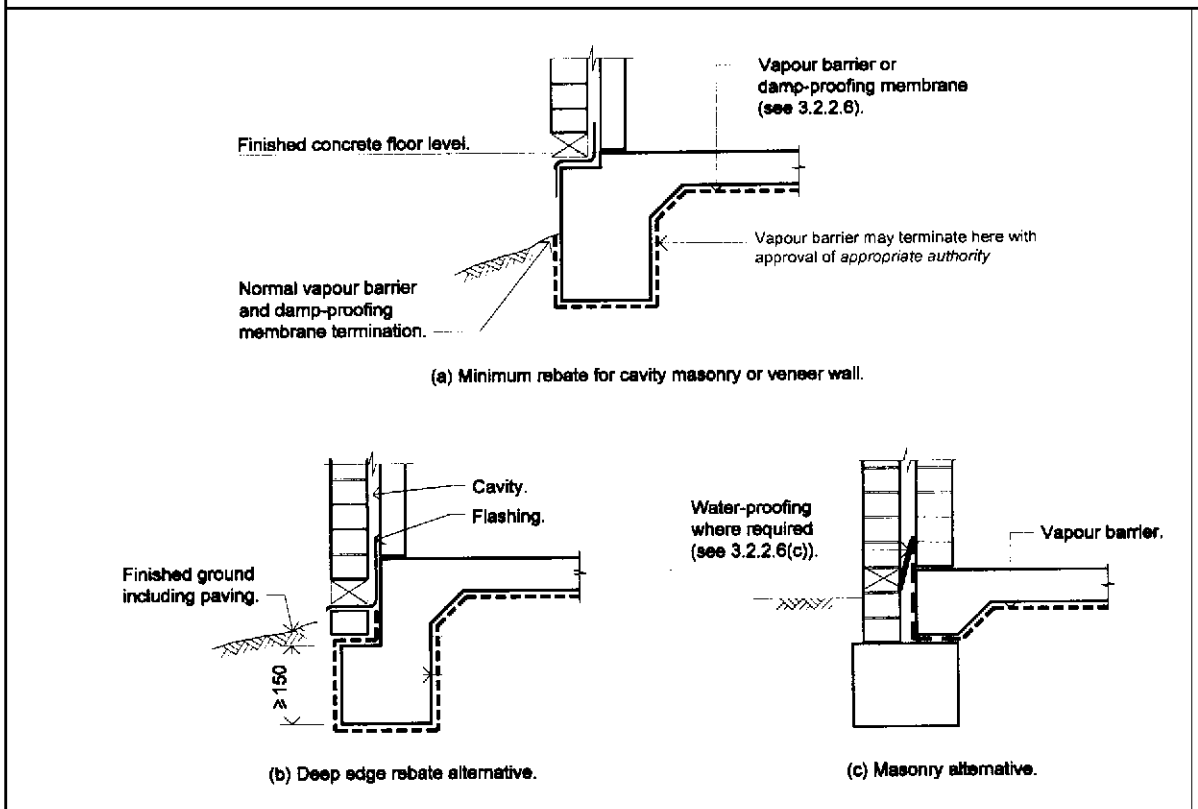 Vapour barrier or
damp-proofing membrane
(see 3.2.2.6).
Finished concrete floor level.
Vapour barrier may terminate here with
approval of appropriate authority
Normal vapour barrier
and damp-proofing
membrane termination.
(a) Minimum rebate for cavity masonry or veneer wall.
Cavity.
Flashing.
Finished ground
including paving.
≥150
(b) Deep edge rebate alternative.
Water-proofing
where required
(see 3.2.2.6(c)).
Vapour barrier.
(c) Masonry alternative.